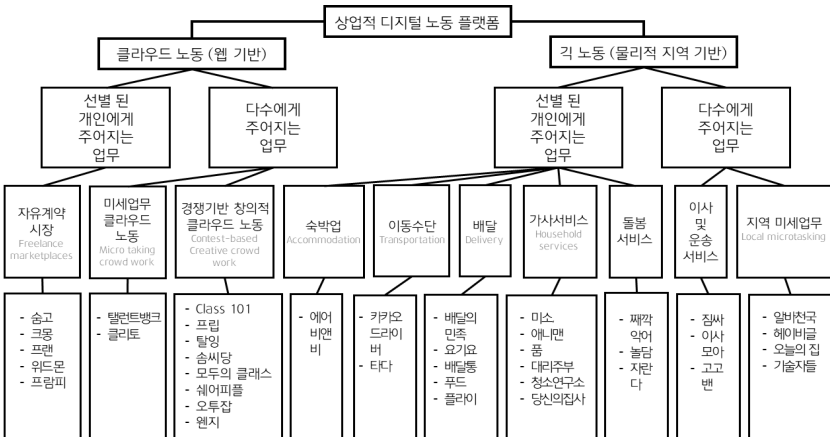 상업적 디지털 노동 플랫폼
클라우드 노동 (웹 기반)
긱 노동 (물리적 지역 기반)
선별 된
개인에게
주어지는
업무
다수에게
주어지는
업무
선별 된
개인에게
주어지는
업무
다수에게
주어지는
업무
자유계약
시장
Freelance
marketplaces
미세업무
클라우드
노동
Micro taking
crowd work
경쟁기반 창의적
클라우드 노동
Contest-based
Creative crowd
work
숙박업
Accommodation
이동수단
Transportation
배달
Delivery
가사서비스
Household
services
돌봄
서비스
이사
및
운송
서비스
지역 미세업무
Local microtasking
- 숨고
- 크몽
- 프랜
- 위드몬
- 프람피
- 탤런트뱅크
- 클리토
- Class 101
- 프립
- 탈잉
- 솜씨당
- 모두의 클래스
- 쉐어피플
- 오투잡
- 웬지
- 에어
비앤
비
- 카카오
드라이
버
- 타다
- 배달의
민족
- 요기요
- 배달통
- 푸드
- 플라이
- 미소
- 애니맨
- 품
- 대리주부
- 청소연구소
- 당신의집사
- 째깍
악어
- 놀담
- 자란
다
- 짐싸
- 이사
모아
- 고고
밴
- 알바천국
- 헤이비글
- 오늘의 집
- 기술자들